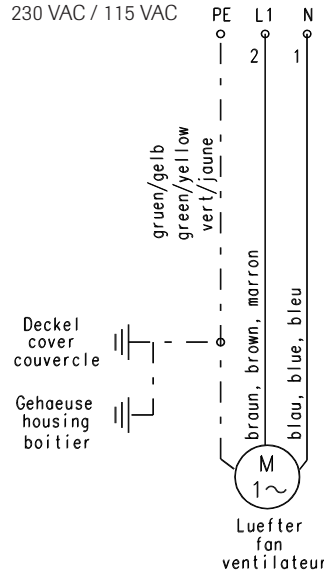 230 VAC / 115 VAC
PE L1 N
2 1
gruen/gelb
green/yellow
vert/jaune
braun, brown, marron
blau, blue, bleu
Deckel
cover
couvercle
Gehaeuse
housing
boitier
M
1~
Luefter
fan
ventilateur